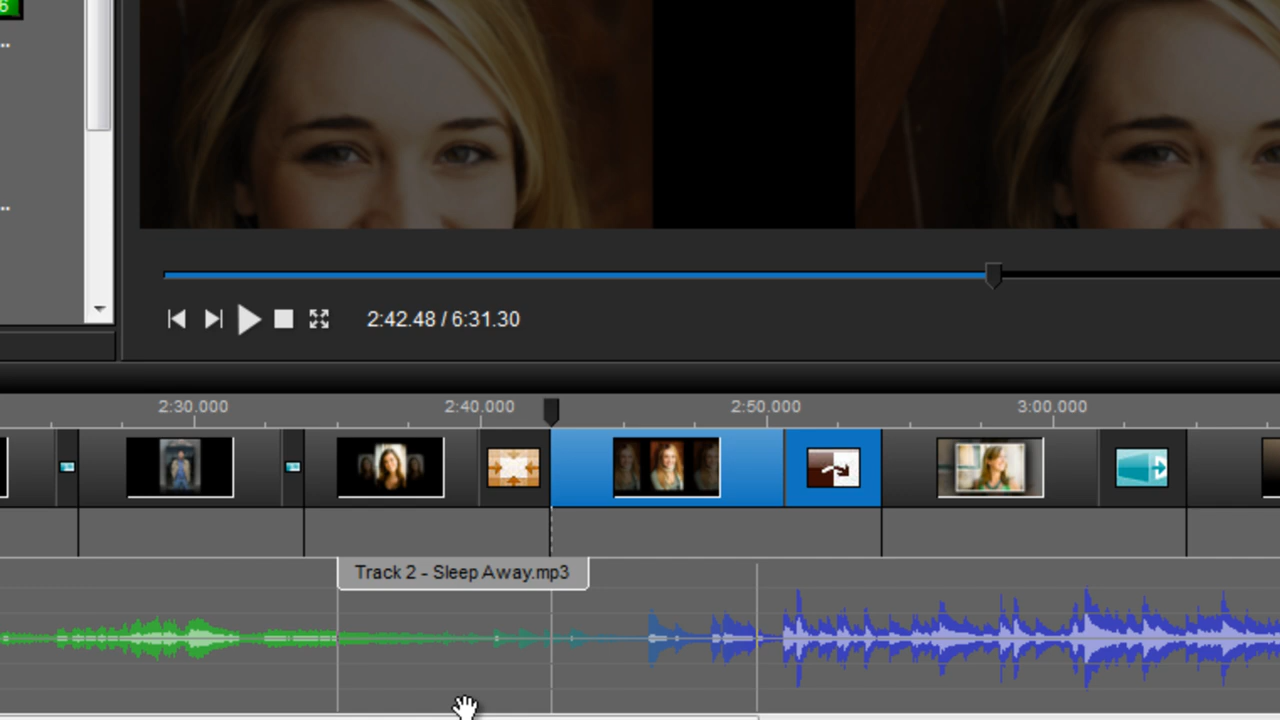 6
..
..
2:42.48 / 6:31.30
2:30.000 2:40.000 2:50.000 3:00.000
Track 2 - Sleep Away.mp3